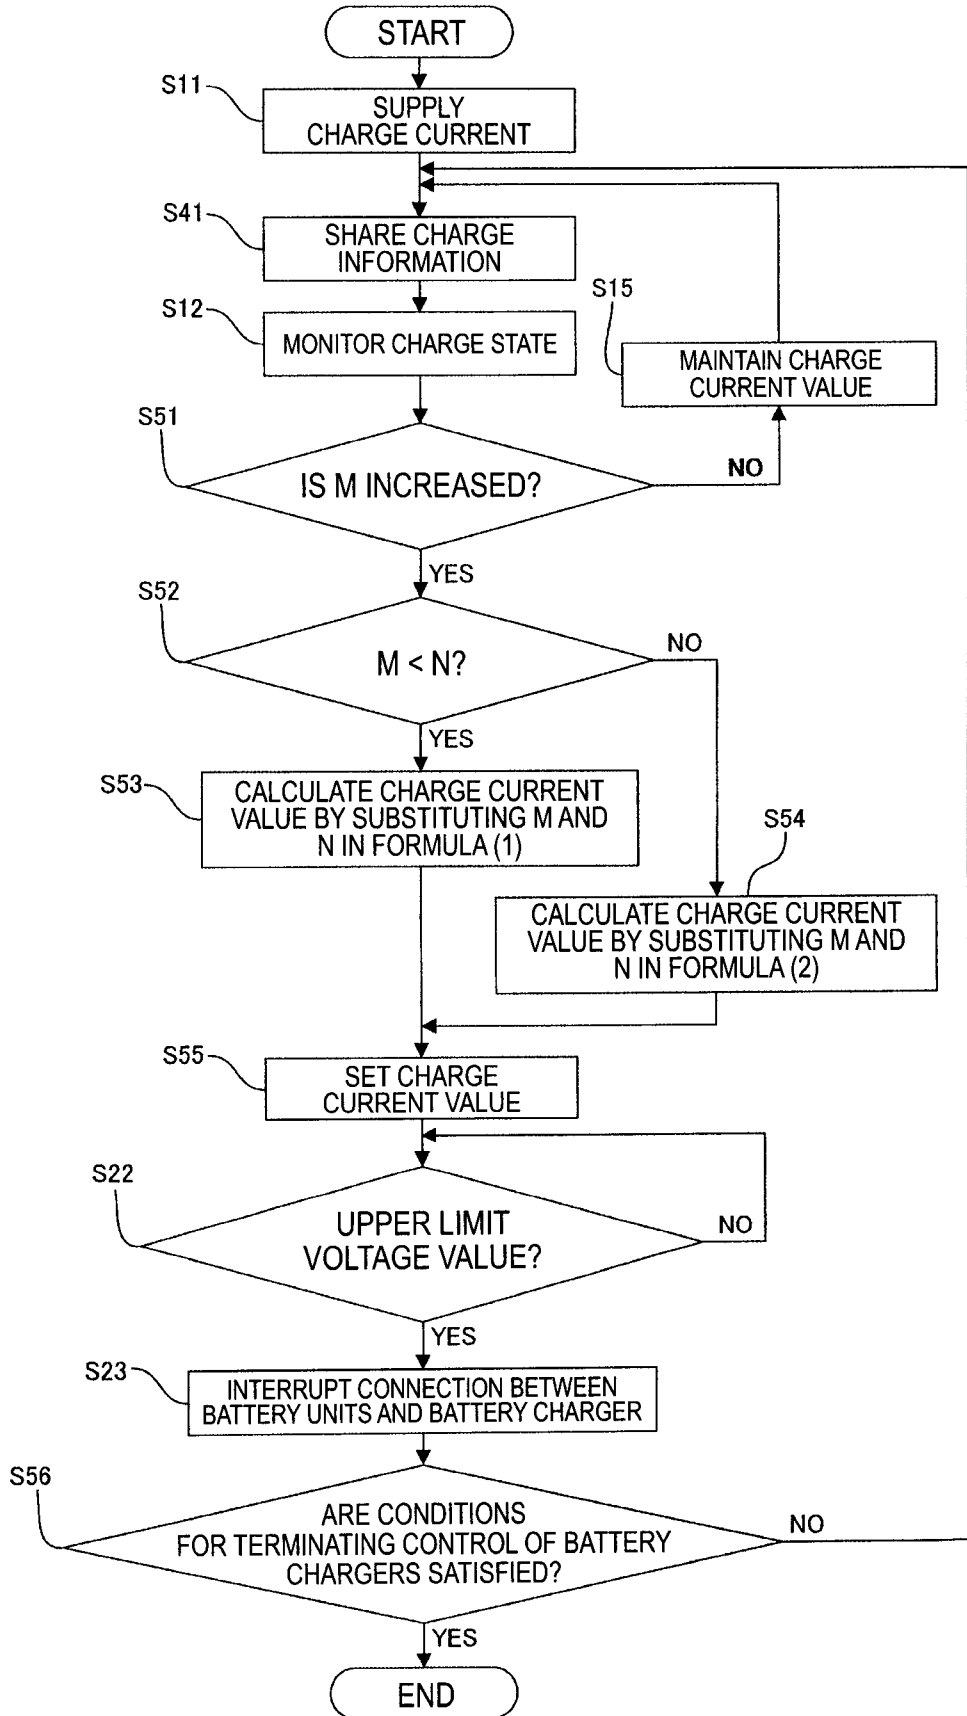 START
S11
SUPPLY
CHARGE CURRENT
S41
SHARE CHARGE
INFORMATION
S12
MONITOR CHARGE STATE
S15
MAINTAIN CHARGE
CURRENT VALUE
S51
IS M INCREASED?
NO
YES
S52
M < N?
NO
YES
S53
CALCULATE CHARGE CURRENT
VALUE BY SUBSTITUTING M AND
N IN FORMULA (1)
S54
CALCULATE CHARGE CURRENT
VALUE BY SUBSTITUTING M AND
N IN FORMULA (2)
S55
SET CHARGE
CURRENT VALUE
S22
UPPER LIMIT
VOLTAGE VALUE?
NO
YES
S23
INTERRUPT CONNECTION BETWEEN
BATTERY UNITS AND BATTERY CHARGER
S56
ARE CONDITIONS
FOR TERMINATING CONTROL OF BATTERY
CHARGERS SATISFIED?
NO
YES
END